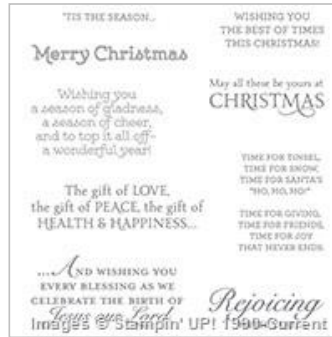 'TIS THE SEASON...
Merry Christmas
Wishing you
a season of gladness,
a season of cheer,
and to top it all off–
a wonderful year!
The gift of LOVE,
the gift of PEACE, the gift of
HEALTH & HAPPINESS...
...AND WISHING YOU
EVERY BLESSING AS WE
CELEBRATE THE BIRTH OF
Jesus our Lord
WISHING YOU
THE BEST OF TIMES
THIS CHRISTMAS!
May all these be yours at
CHRISTMAS
TIME FOR TINSEL,
TIME FOR SNOW,
TIME FOR SANTA'S
"HO, HO, HO!"
TIME FOR GIVING,
TIME FOR FRIENDS,
TIME FOR JOY
THAT NEVER ENDS.
Rejoicing
Images © Stampin' UP! 1990-Current